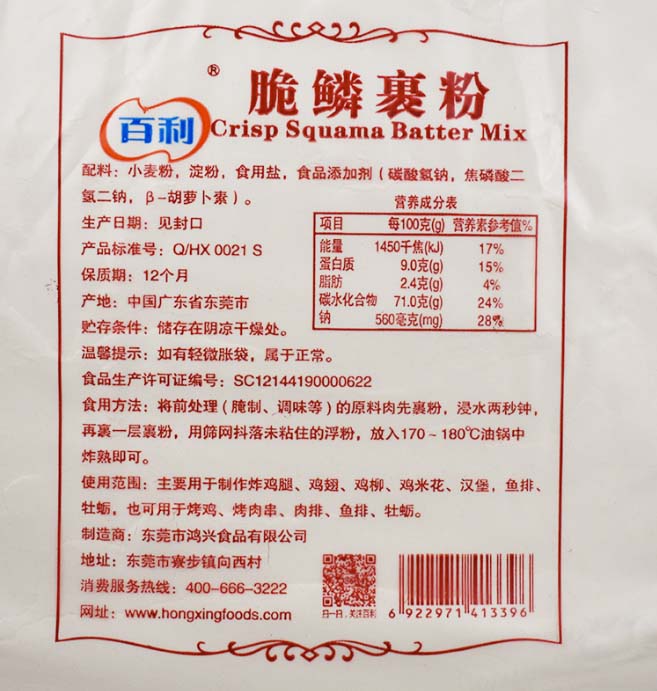 ®
脆鳞裹粉
百利
Crisp Squama Batter Mix
配料：小麦粉，淀粉，食用盐，食品添加剂（碳酸氢钠，焦磷酸二
氢二钠，β-胡萝卜素）。
营养成分表
项目 每100克(g) 营养素参考值%
能量 1450千焦(kJ) 17%
蛋白质 9.0克(g) 15%
脂肪 2.4克(g) 4%
碳水化合物 71.0克(g) 24%
钠 560毫克(mg) 28%
生产日期：见封口
产品标准号：Q/HX 0021 S
保质期：12个月
产地：中国广东省东莞市
贮存条件：储存在阴凉干燥处。
温馨提示：如有轻微胀袋，属于正常。
食品生产许可证编号：SC12144190000622
食用方法：将前处理（腌制、调味等）的原料肉先裹粉，浸水两秒钟，
再裹一层裹粉，用筛网抖落未粘住的浮粉，放入170~180℃油锅中
炸熟即可。
使用范围：主要用于制作炸鸡腿、鸡翅、鸡柳、鸡米花、汉堡，鱼排、
牡蛎，也可用于烤鸡、烤肉串、肉排、鱼排、牡蛎。
制造商：东莞市鸿兴食品有限公司
地址：东莞市寮步镇向西村
消费服务热线：400-666-3222
网址：www.hongxingfoods.com
扫一扫，关注百利
6 922971 413396